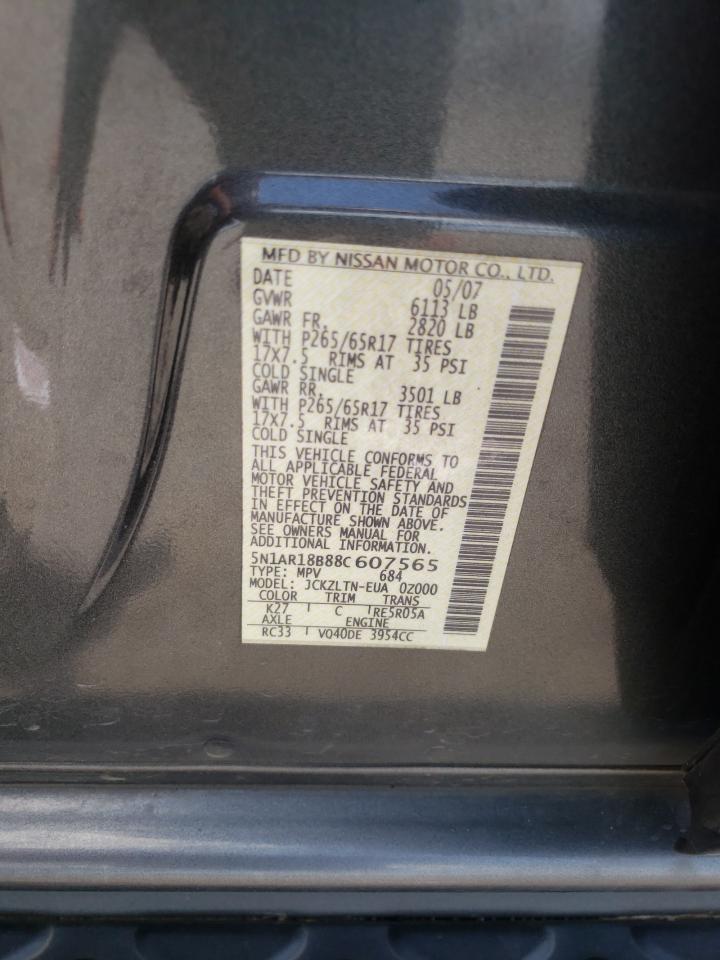 MFD BY NISSAN MOTOR CO., LTD.
DATE 05/07
GVWR 6113 LB
GAWR FR. 2820 LB
WITH P265/65R17 TIRES
17X7.5 RIMS AT 35 PSI
COLD SINGLE
GAWR RR. 3501 LB
WITH P265/65R17 TIRES
17X7.5 RIMS AT 35 PSI
COLD SINGLE
THIS VEHICLE CONFORMS TO
ALL APPLICABLE FEDERAL
MOTOR VEHICLE SAFETY AND
THEFT PREVENTION STANDARDS
IN EFFECT ON THE DATE OF
MANUFACTURE SHOWN ABOVE.
SEE OWNERS MANUAL FOR
ADDITIONAL INFORMATION.
5N1AR18B88C607565
TYPE: MPV 684
MODEL: JCKZLTN-EUA 0Z000
COLOR TRIM TRANS
K27 C RE5R05A
AXLE ENGINE
RC33 VQ40DE 3954CC